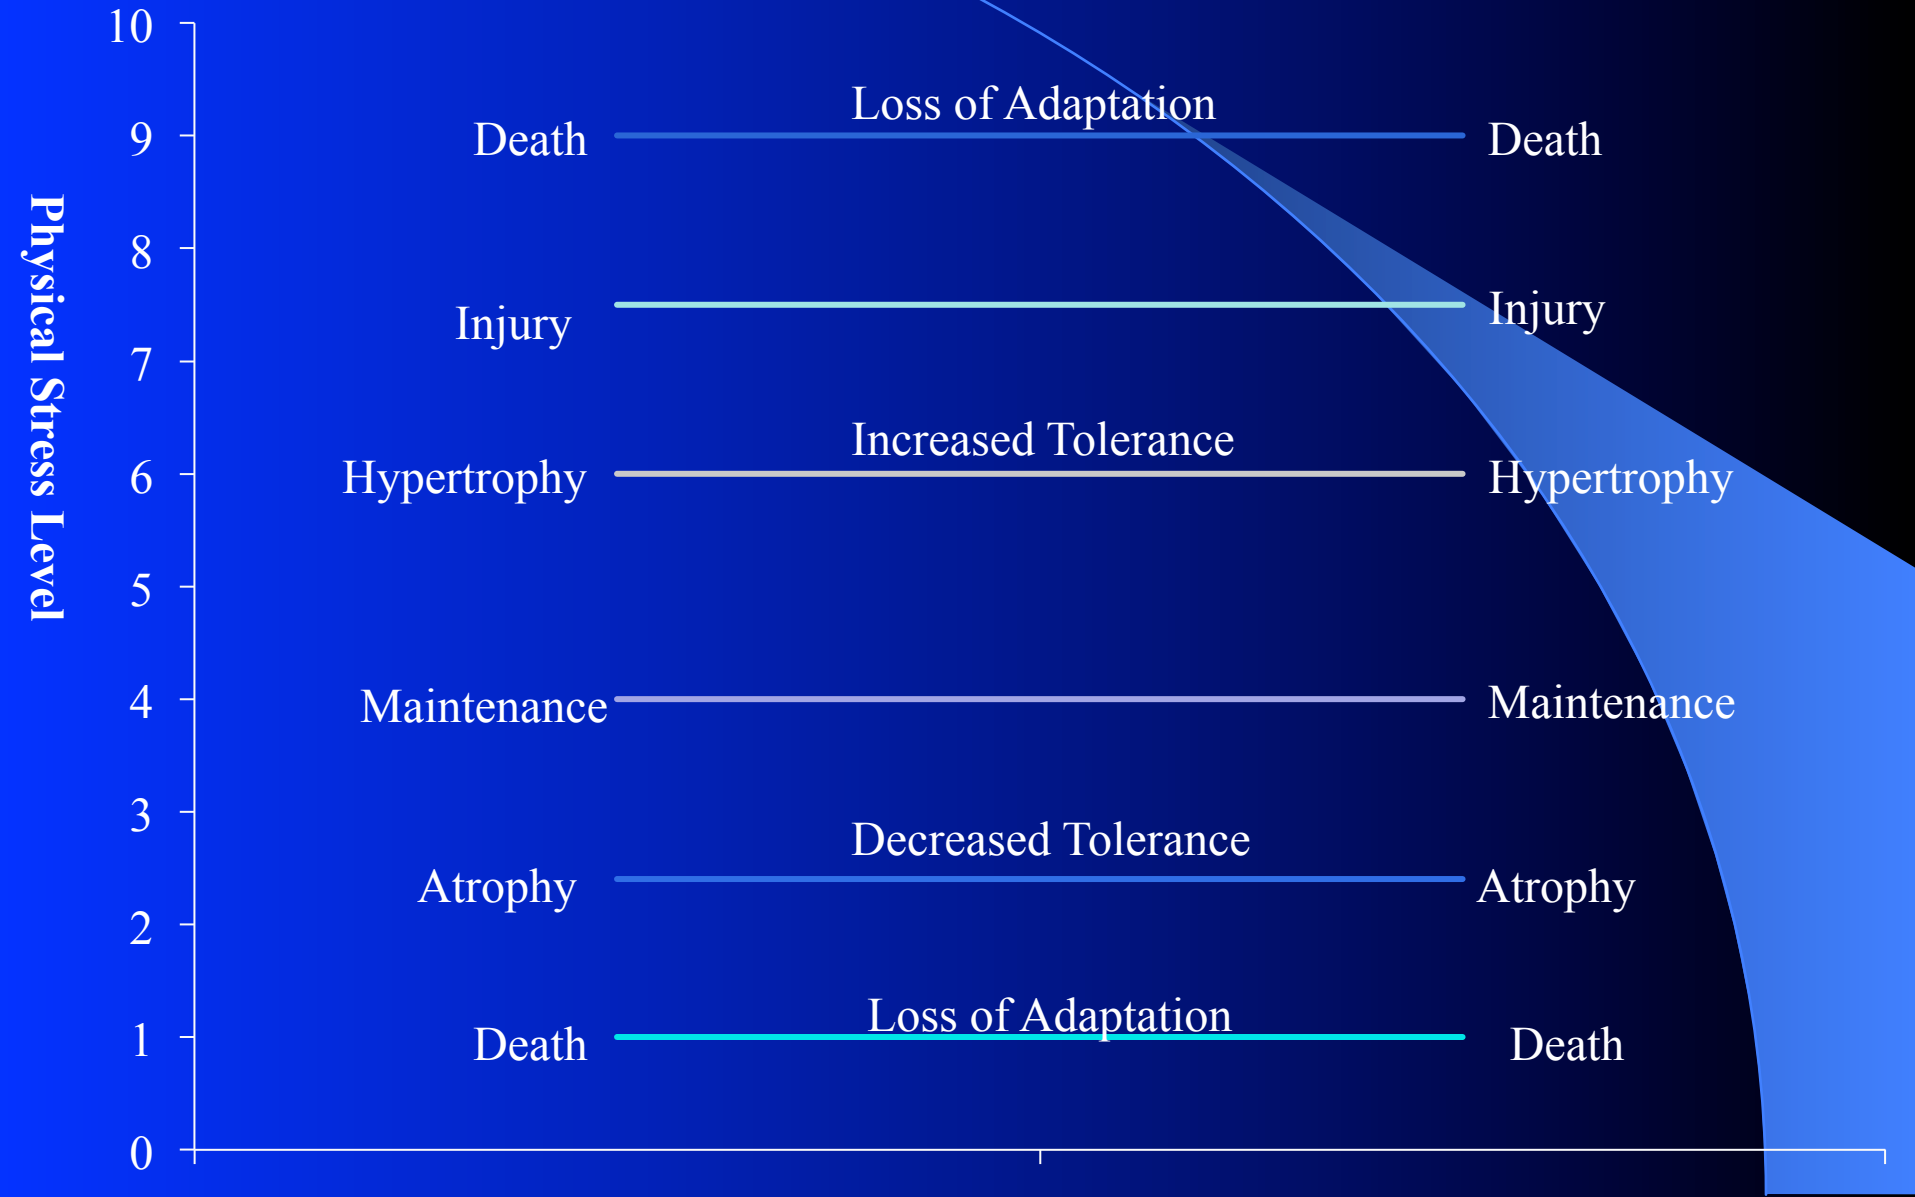 10
Loss of Adaptation
9
Death
Death
8
Injury
Injury
7
Increased Tolerance
6
Hypertrophy
Hypertrophy
5
4
Maintenance
Maintenance
3
Decreased Tolerance
Atrophy
Atrophy
2
Loss of Adaptation
1
Death
Death
0
Physical Stress Level